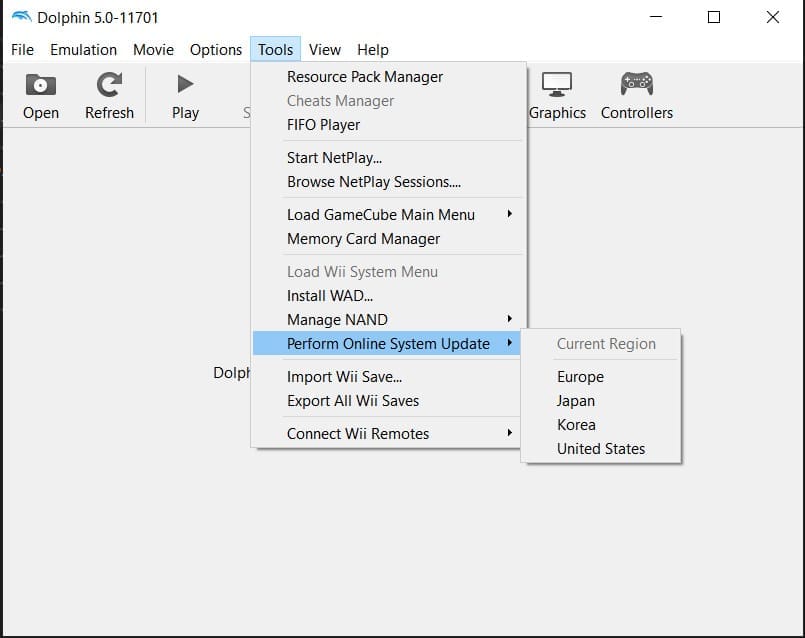 Dolphin 5.0-11701
File Emulation Movie Options Tools View Help
Open Refresh Play S Graphics Controllers
Resource Pack Manager
Cheats Manager
FIFO Player
Start NetPlay...
Browse NetPlay Sessions....
Load GameCube Main Menu
Memory Card Manager
Load Wii System Menu
Install WAD...
Manage NAND
Perform Online System Update
Current Region
Europe
Japan
Korea
United States
Dolph
Import Wii Save...
Export All Wii Saves
Connect Wii Remotes